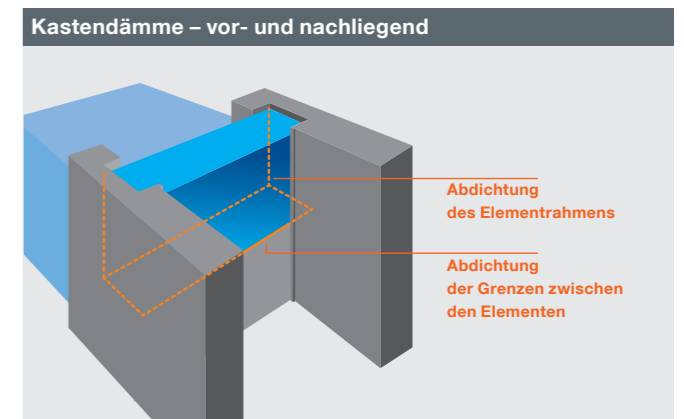 Kastendämme – vor- und nachliegend
Abdichtung
des Elementrahmens
Abdichtung
der Grenzen zwischen
den Elementen